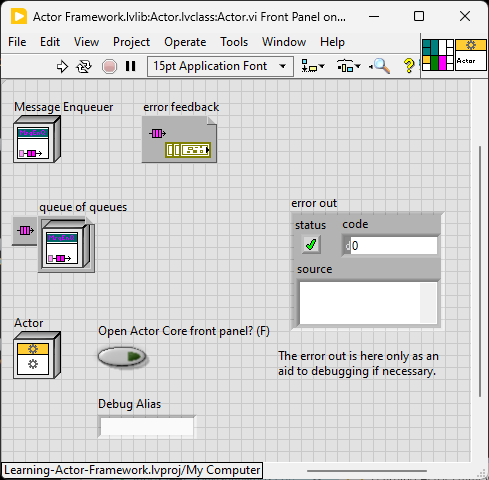 Actor Framework.lvlib:Actor.lvclass:Actor.vi Front Panel on...
File Edit View Project Operate Tools Window
15pt Application Font
?
Actor
Message Enqueuer
error feedback
queue of queues
error out
status
code
d
0
source
Actor
Open Actor Core front panel? (F)
The error out is here only as an
aid to debugging if necessary.
Debug Alias
Learning-Actor-Framework.lvproj/My Computer